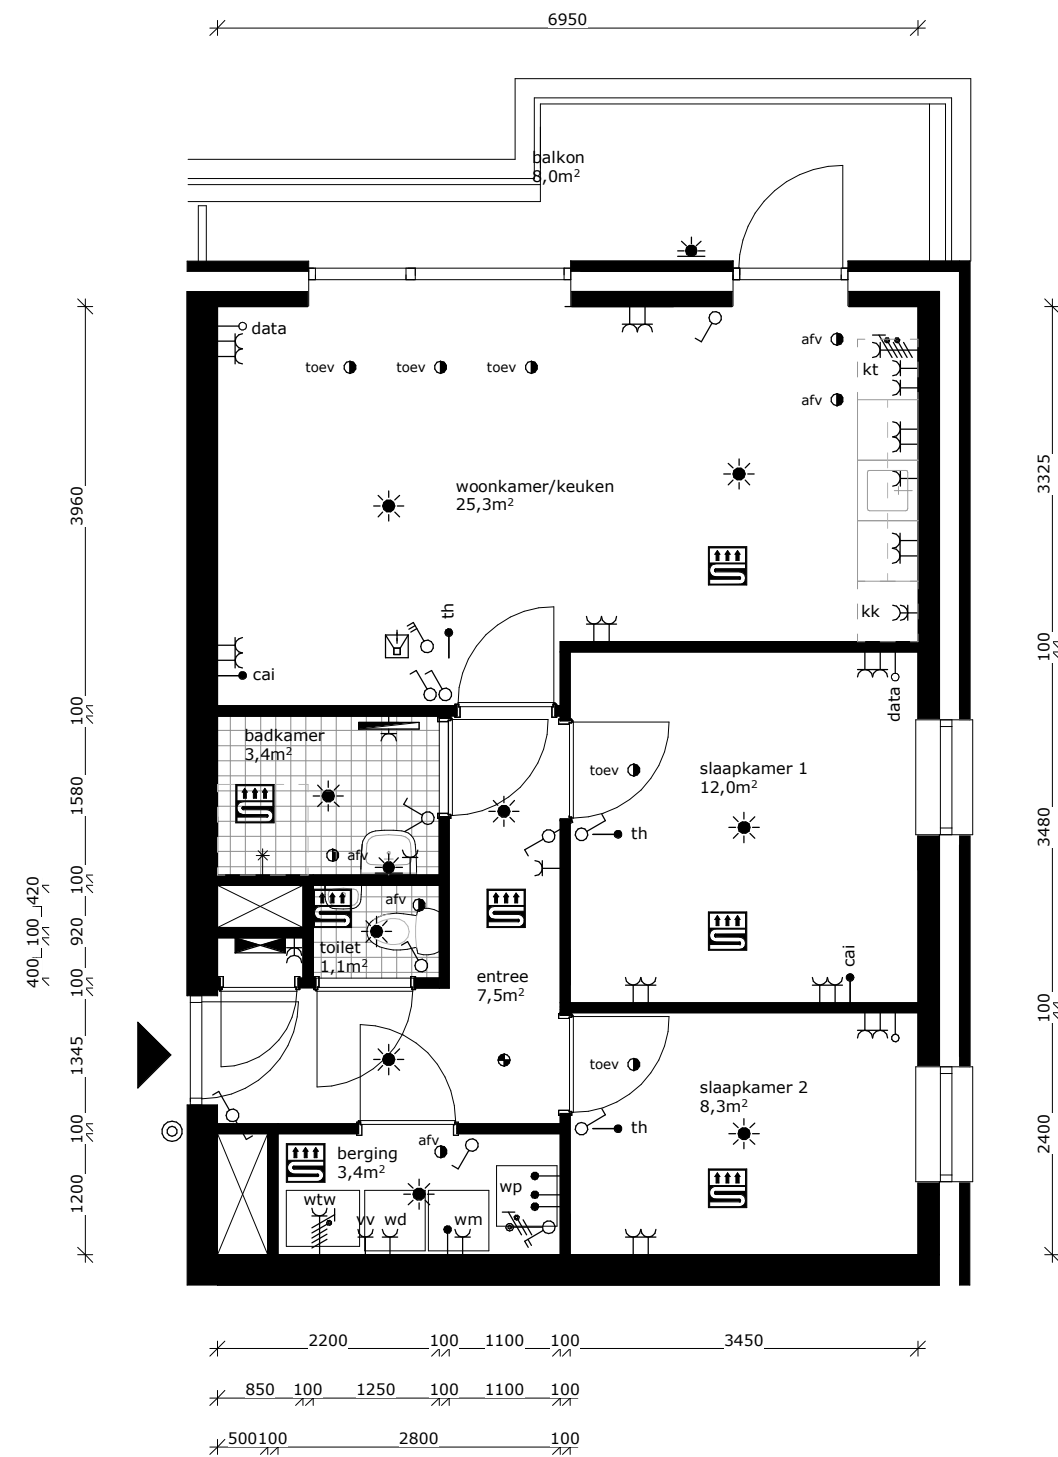 6950
balkon
8,0m²
data
toev
toev
toev
afv
kt
afv
3960
3325
woonkamer/keuken
25,3m²
th
kk
cai
100
100
data
badkamer
3,4m²
toev
slaapkamer 1
12,0m²
1580
3480
th
afv
100
420
100
400
920
100
afv
toilet
1,1m²
cai
entree
7,5m²
100
1345
toev
slaapkamer 2
8,3m²
th
100
2400
afv
berging
3,4m²
wtw
wp
vv
wd
wm
1200
2200
100
1100
100
3450
850
100
1250
100
1100
100
500
100
2800
100